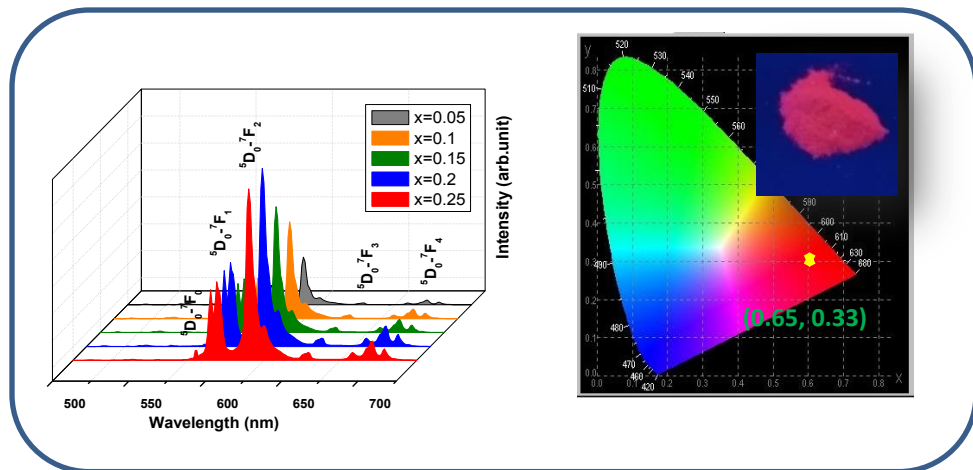 ⁵D₀-⁷F₀
⁵D₀-⁷F₁
⁵D₀-⁷F₂
⁵D₀-⁷F₃
⁵D₀-⁷F₄
x=0.05
x=0.1
x=0.15
x=0.2
x=0.25
Intensity (arb.unit)
500 550 600 650 700
Wavelength (nm)
y
520
530
540
550
560
580
600
610
630
680
510
490
480
470
460
420
0.8
0.7
0.6
0.5
0.4
0.3
0.2
0.1
0.0
0.0 0.1 0.2 0.3 0.4 0.5 0.6 0.7 0.8
X
(0.65, 0.33)